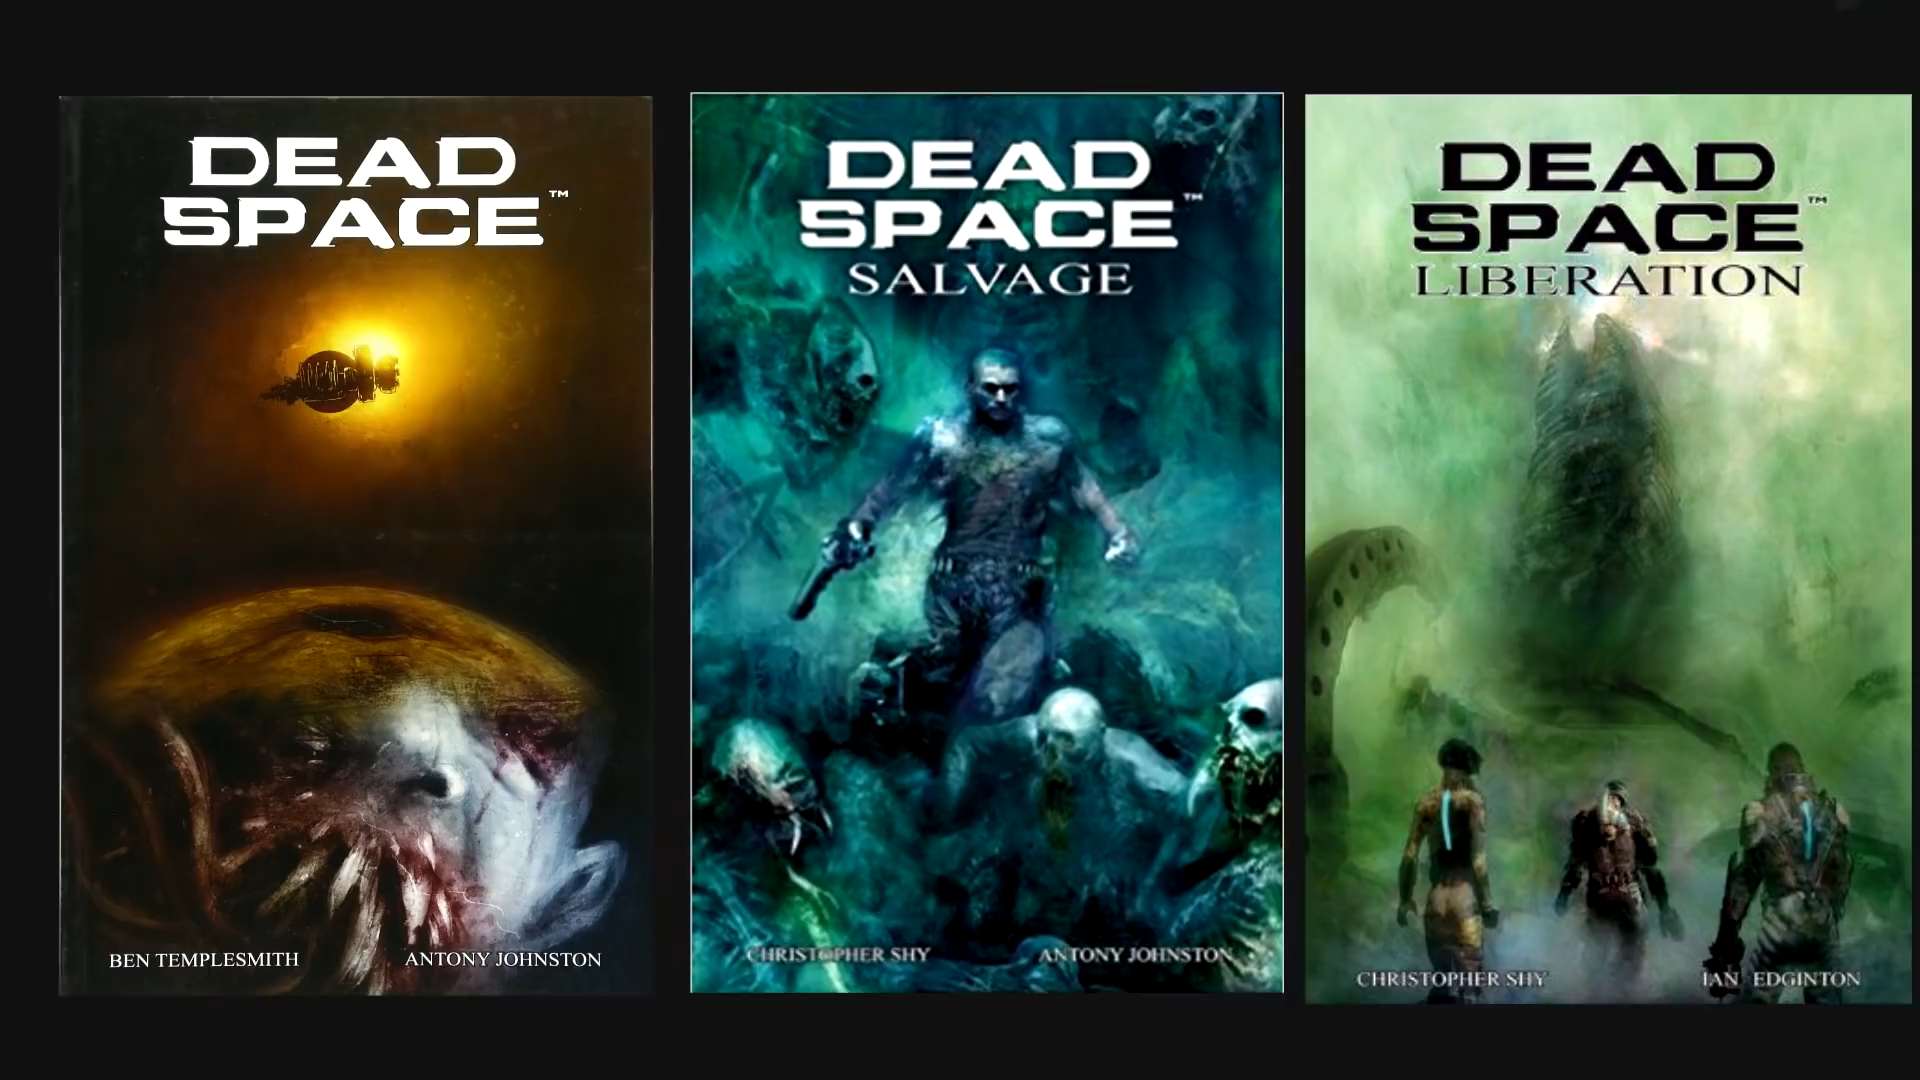 DEAD
SPACE™
BEN TEMPLESMITH
ANTONY JOHNSTON
DEAD
SPACE™
SALVAGE
CHRISTOPHER SHY
ANTONY JOHNSTON
DEAD
SPACE™
LIBERATION
CHRISTOPHER SHY
IAN EDGINTON